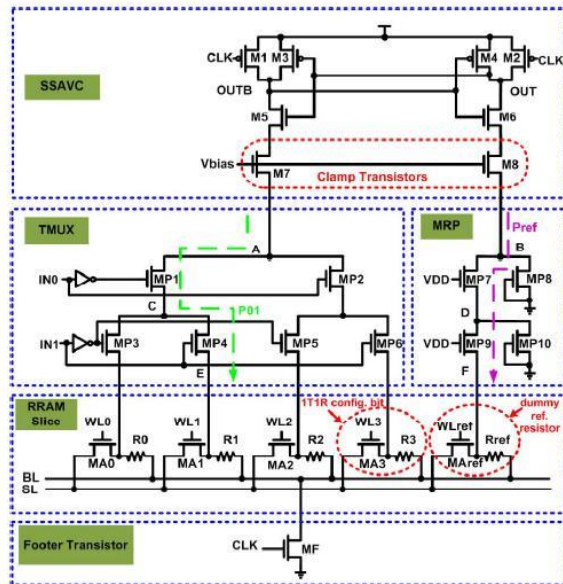 CLK M1 M3 M4 M2 CLK
SSAVC
OUTB OUT
M5 M6
Vbias M7 M8
Clamp Transistors
TMUX MRP
Pref
A B
IN0 MP1 MP2 VDD MP7 MP8
C P01 D
IN1 MP3 MP4 MP5 MP6 VDD MP9 MP10
E F
1T1R config. bit dummy ref. resistor
RRAM Slice
WL0 WL1 WL2 WL3 WLref
R0 R1 R2 R3 Rref
MA0 MA1 MA2 MA3 MAref
BL
SL
Footer Transistor CLK MF